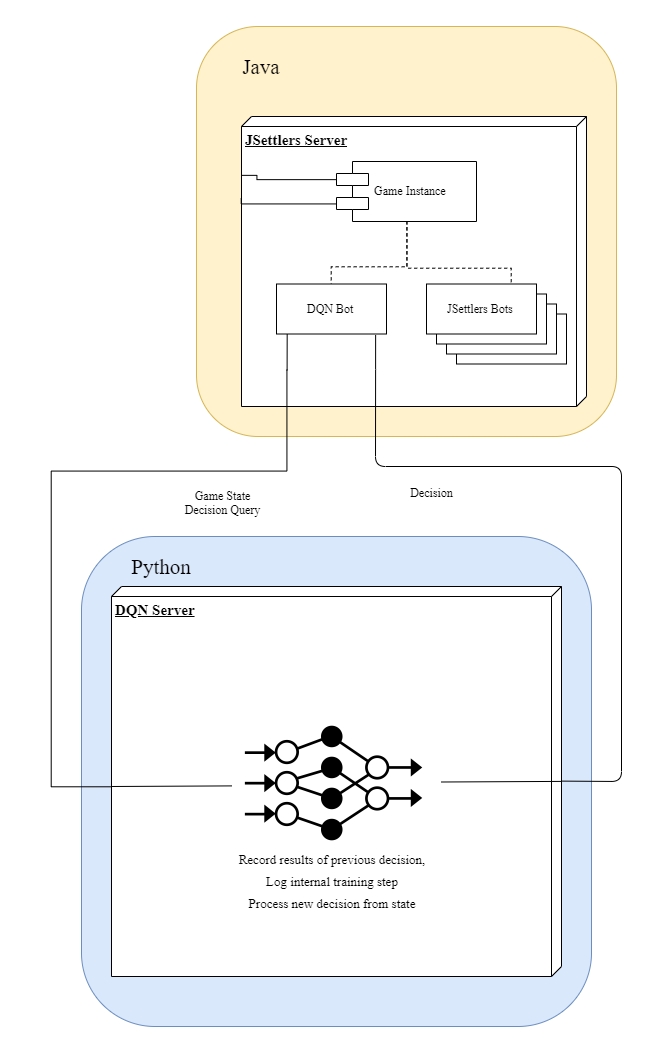 Java
JSettlers Server
Game Instance
DQN Bot
JSettlers Bots
Game State
Decision Query
Decision
Python
DQN Server
Record results of previous decision,
Log internal training step
Process new decision from state